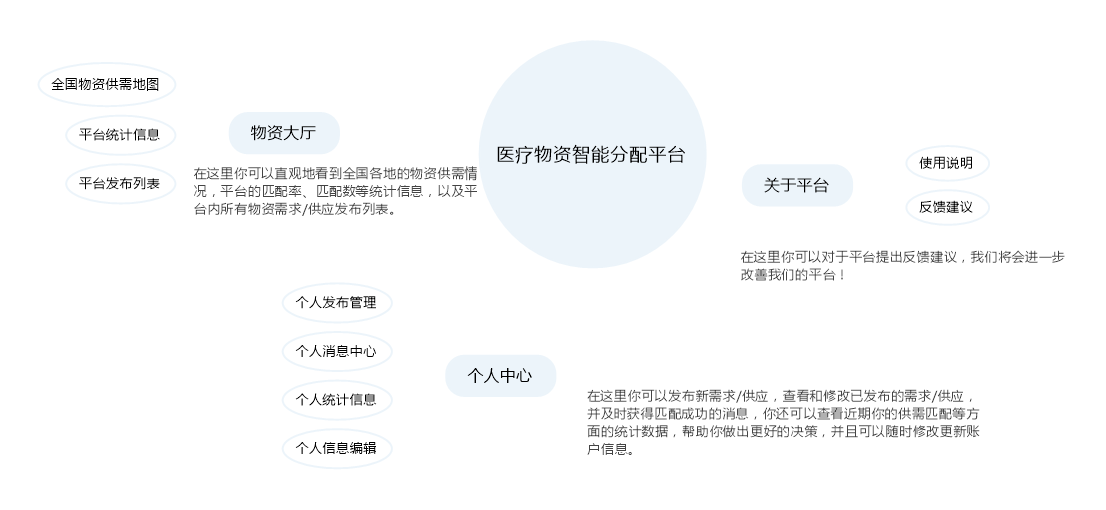 医疗物资智能分配平台
全国物资供需地图
平台统计信息
平台发布列表
物资大厅
在这里你可以直观地看到全国各地的物资供需情
况，平台的匹配率、匹配数等统计信息，以及平
台内所有物资需求/供应发布列表。
关于平台
使用说明
反馈建议
在这里你可以对于平台提出反馈建议，我们将会进一步
改善我们的平台！
个人发布管理
个人消息中心
个人统计信息
个人信息编辑
个人中心
在这里你可以发布新需求/供应，查看和修改已发布的需求/供应，
并及时获得匹配成功的消息，你还可以查看近期你的供需匹配等方
面的统计数据，帮助你做出更好的决策，并且可以随时修改更新账
户信息。